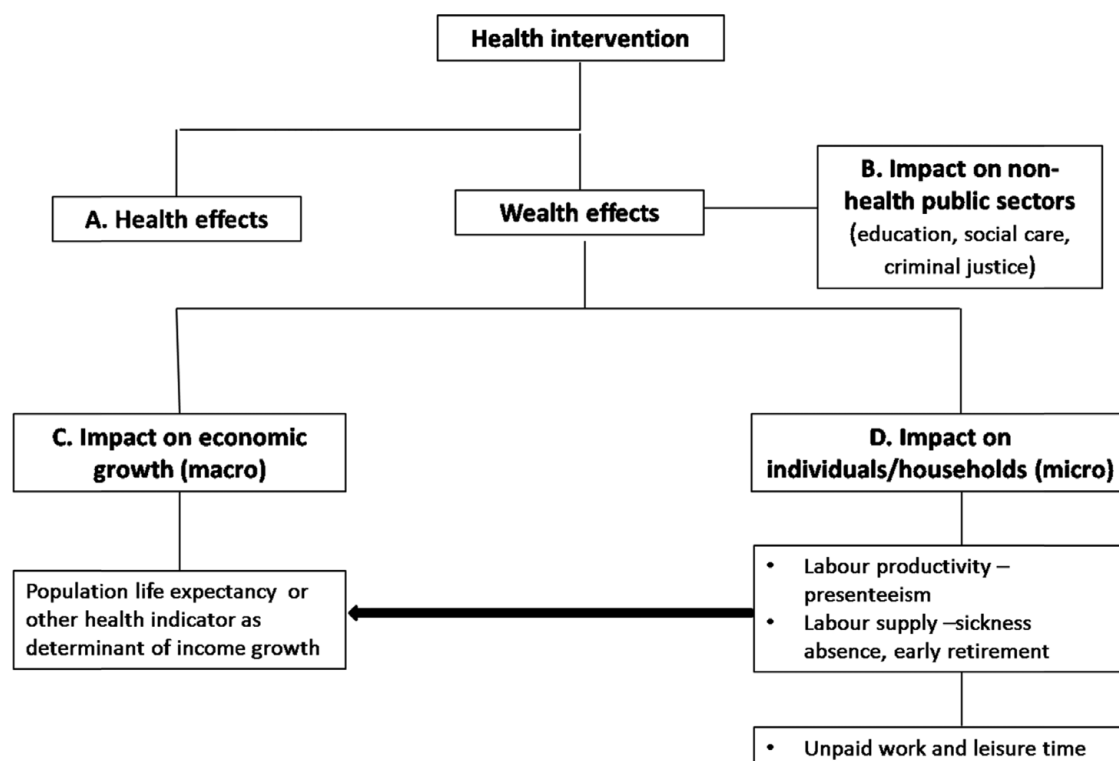 Health intervention
A. Health effects
Wealth effects
B. Impact on non-
health public sectors
(education, social care,
criminal justice)
C. Impact on economic
growth (macro)
D. Impact on
individuals/households (micro)
Population life expectancy or
other health indicator as
determinant of income growth
• Labour productivity –
presenteeism
• Labour supply –sickness
absence, early retirement
• Unpaid work and leisure time